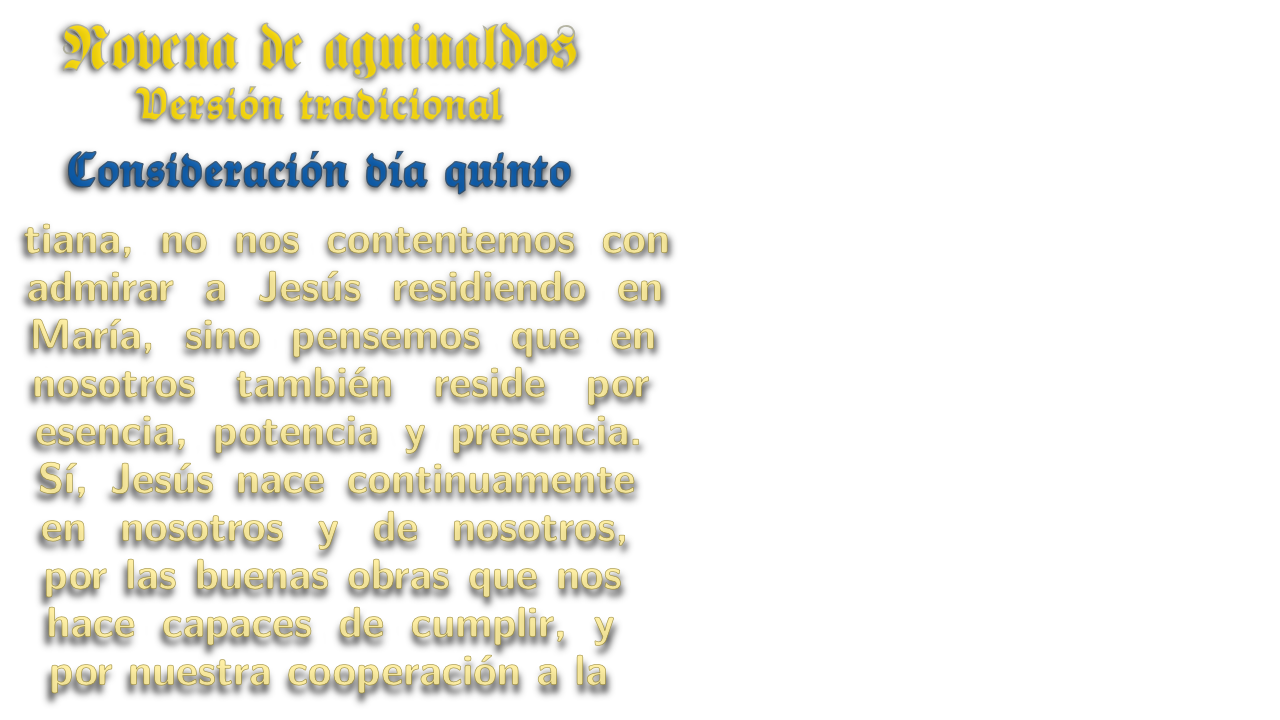 Novena de aguinaldos
Versión tradicional
Consideración día quinto
tiana, no nos contentemos con
admirar a Jesús residiendo en
María, sino pensemos que en
nosotros también reside por
esencia, potencia y presencia.
Sí, Jesús nace continuamente
en nosotros y de nosotros,
por las buenas obras que nos
hace capaces de cumplir, y
por nuestra cooperación a la